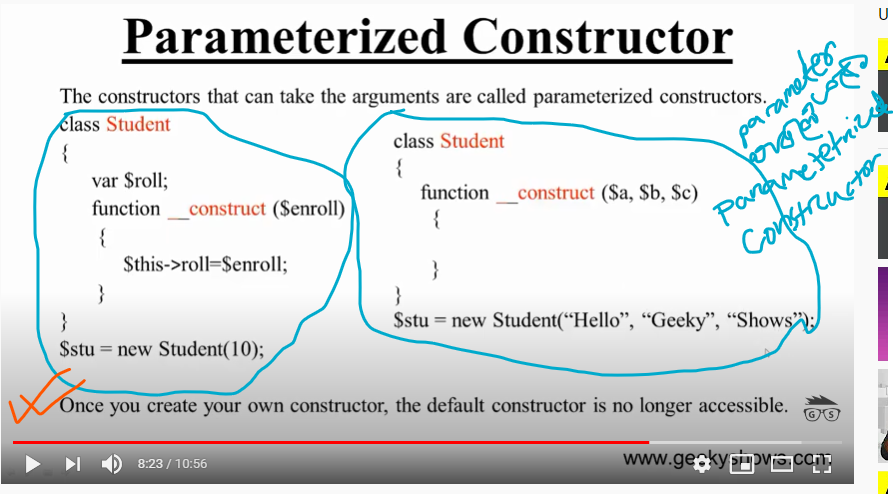 Parameterized Constructor
The constructors that can take the arguments are called parameterized constructors.
class Student
{
var $roll;
function __construct ($enroll)
{
$this->roll=$enroll;
}
}
$stu = new Student(10);
class Student
{
function __construct ($a, $b, $c)
{
}
}
$stu = new Student(“Hello”, “Geeky”, “Shows”);
parameter
Parametetrized
Constructor
Once you create your own constructor, the default constructor is no longer accessible.
GS
www.geekyshows.com
8:23 / 10:56
U